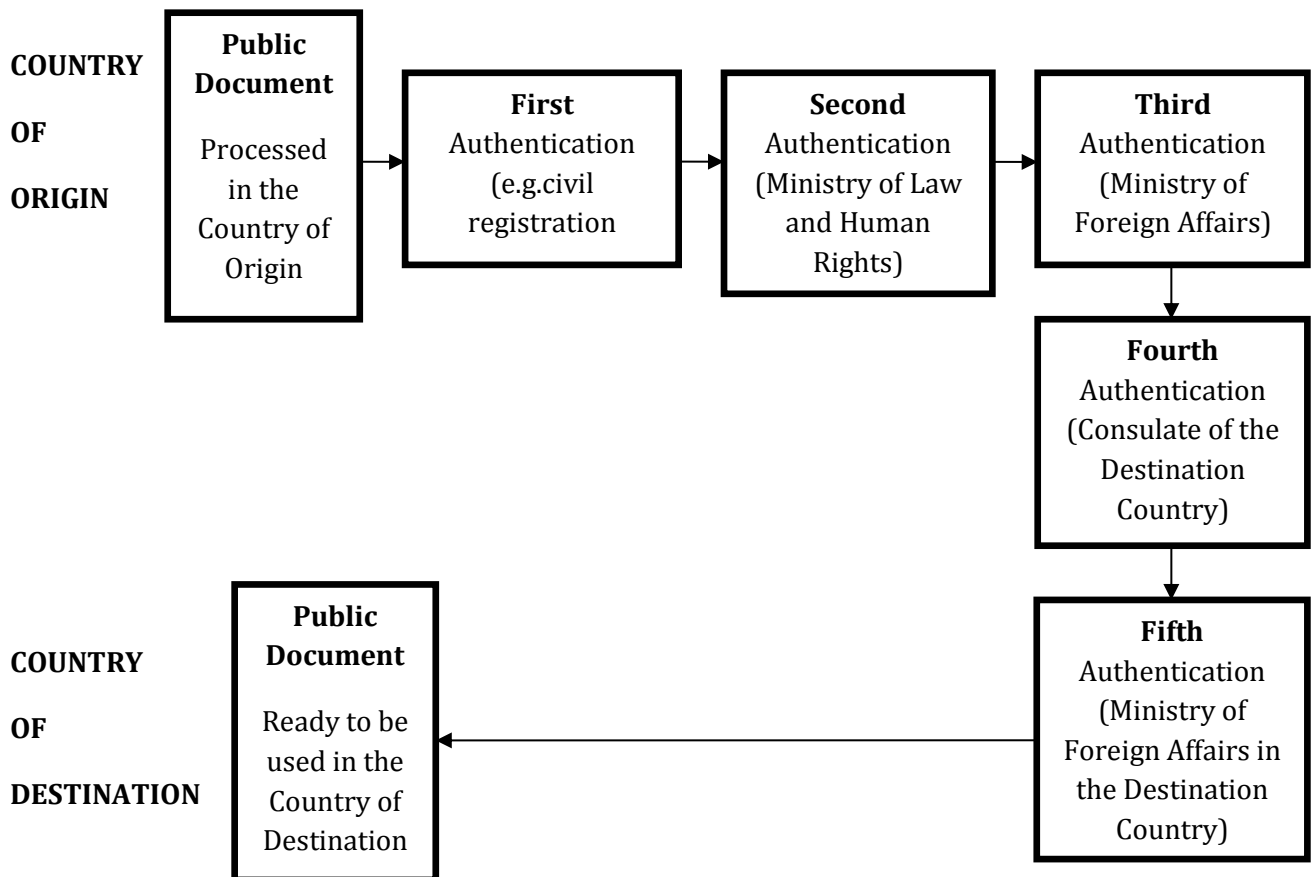 COUNTRY
OF
ORIGIN
Public
Document
Processed
in the
Country of
Origin
First
Authentication
(e.g.civil
registration
Second
Authentication
(Ministry of Law
and Human
Rights)
Third
Authentication
(Ministry of
Foreign Affairs)
Fourth
Authentication
(Consulate of the
Destination
Country)
Fifth
Authentication
(Ministry of
Foreign Affairs in
the Destination
Country)
COUNTRY
OF
DESTINATION
Public
Document
Ready to be
used in the
Country of
Destination